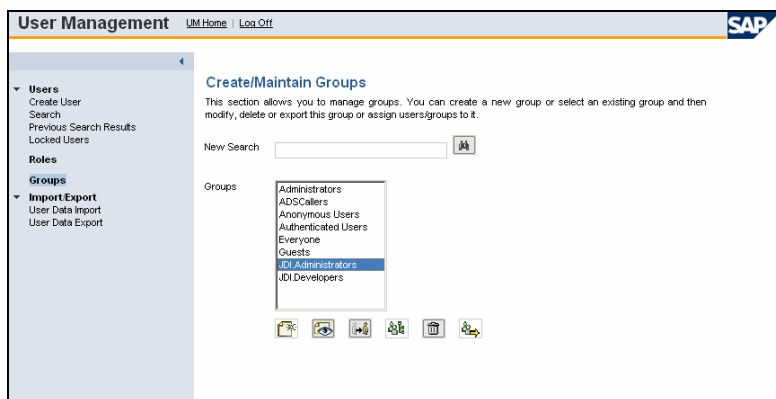 User Management UM Home | Log Off
SAP
Users
Create User
Search
Previous Search Results
Locked Users
Roles
Groups
Import/Export
User Data Import
User Data Export
Create/Maintain Groups
This section allows you to manage groups. You can create a new group or select an existing group and then
modify, delete or export this group or assign users/groups to it.
New Search
Groups
Administrators
ADSCallers
Anonymous Users
Authenticated Users
Everyone
Guests
JDI.Administrators
JDI.Developers